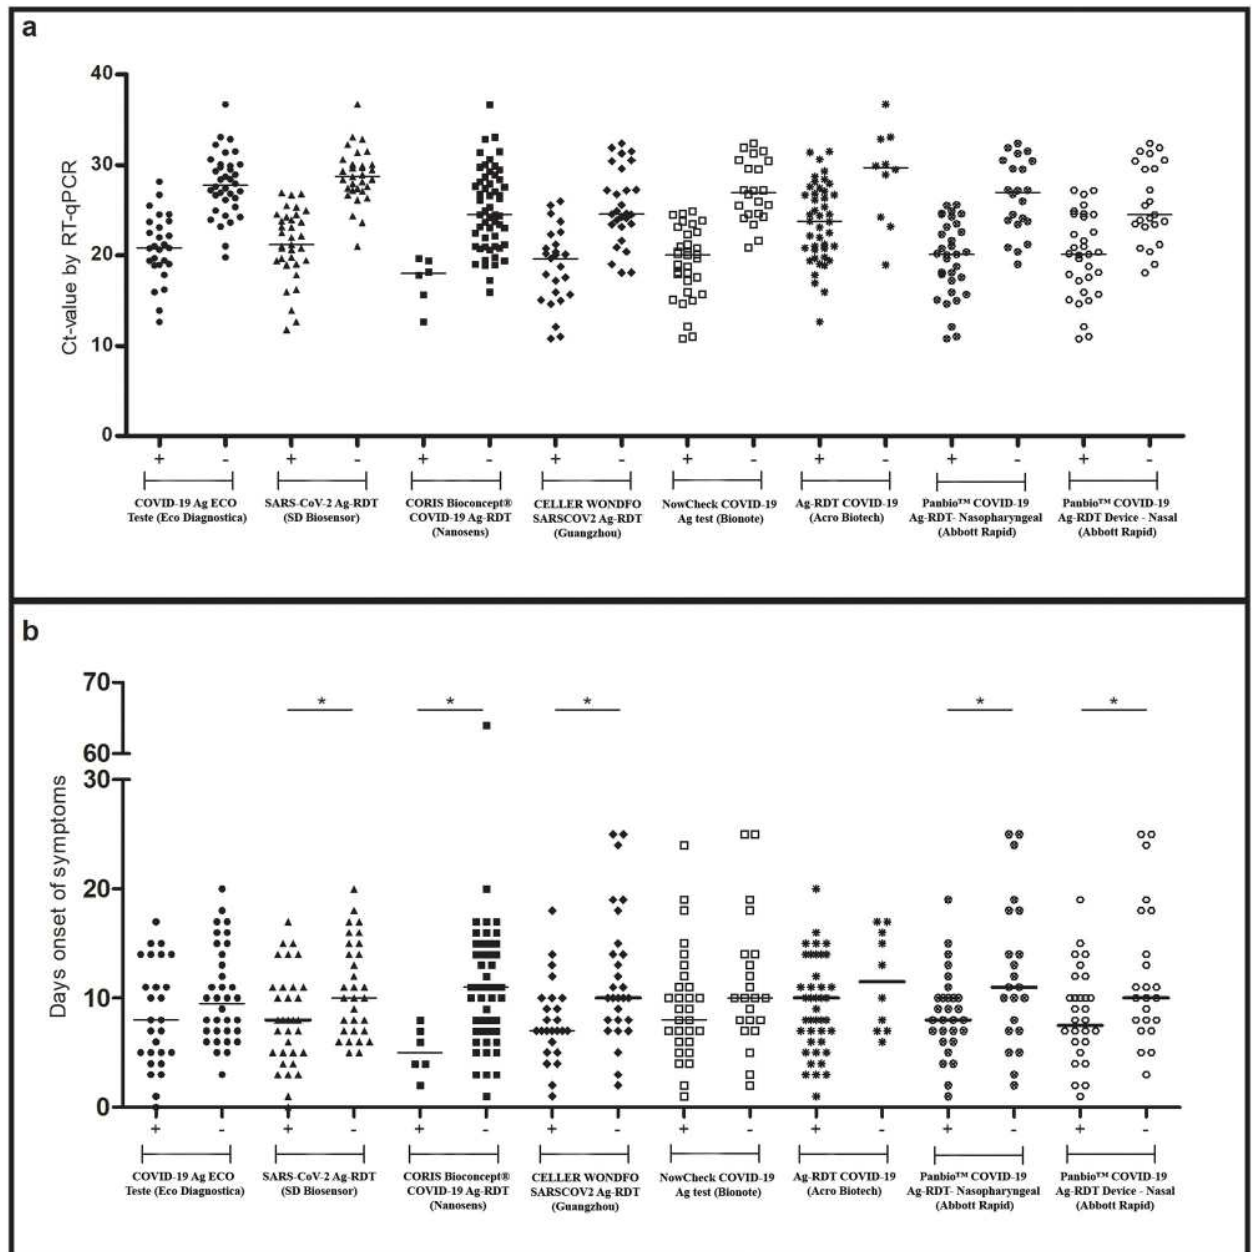 a
Ct-value by RT-qPCR
40
30
20
10
0
+ - + - + - + - + - + - + - + -
COVID-19 Ag ECO
Teste (Eco Diagnostica)
SARS-CoV-2 Ag-RDT
(SD Biosensor)
CORIS Bioconcept®
COVID-19 Ag-RDT
(Nanosens)
CELLER WONDFO
SARSCOV2 Ag-RDT
(Guangzhou)
NowCheck COVID-19
Ag test (Bionote)
Ag-RDT COVID-19
(Acro Biotech)
Panbio™ COVID-19
Ag-RDT- Nasopharyngeal
(Abbott Rapid)
Panbio™ COVID-19
Ag-RDT Device - Nasal
(Abbott Rapid)
b
Days onset of symptoms
70
60
30
20
10
0
* * * * *
+ - + - + - + - + - + - + - + -
COVID-19 Ag ECO
Teste (Eco Diagnostica)
SARS-CoV-2 Ag-RDT
(SD Biosensor)
CORIS Bioconcept®
COVID-19 Ag-RDT
(Nanosens)
CELLER WONDFO
SARSCOV2 Ag-RDT
(Guangzhou)
NowCheck COVID-19
Ag test (Bionote)
Ag-RDT COVID-19
(Acro Biotech)
Panbio™ COVID-19
Ag-RDT- Nasopharyngeal
(Abbott Rapid)
Panbio™ COVID-19
Ag-RDT Device - Nasal
(Abbott Rapid)